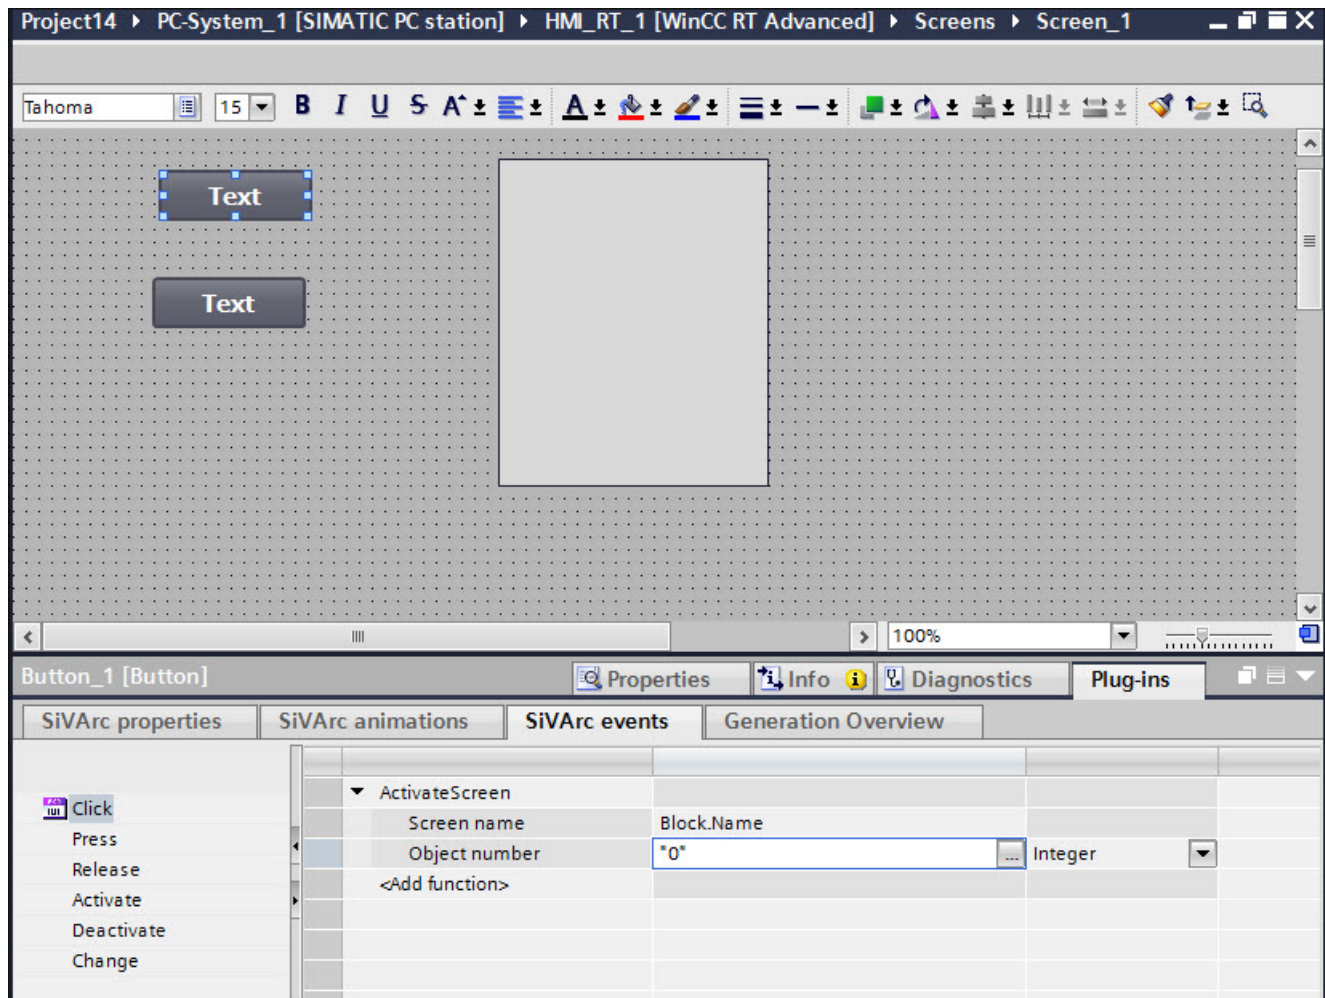 Project14 ▸ PC-System_1 [SIMATIC PC station] ▸ HMI_RT_1 [WinCC RT Advanced] ▸ Screens ▸ Screen_1
Tahoma 15 B I U S A A
Text
Text
100%
Button_1 [Button] Properties Info Diagnostics Plug-ins
SiVArc properties SiVArc animations SiVArc events Generation Overview
ActivateScreen
Click
Screen name Block.Name
Press
Object number "0" ... Integer
Release
<Add function>
Activate
Deactivate
Change